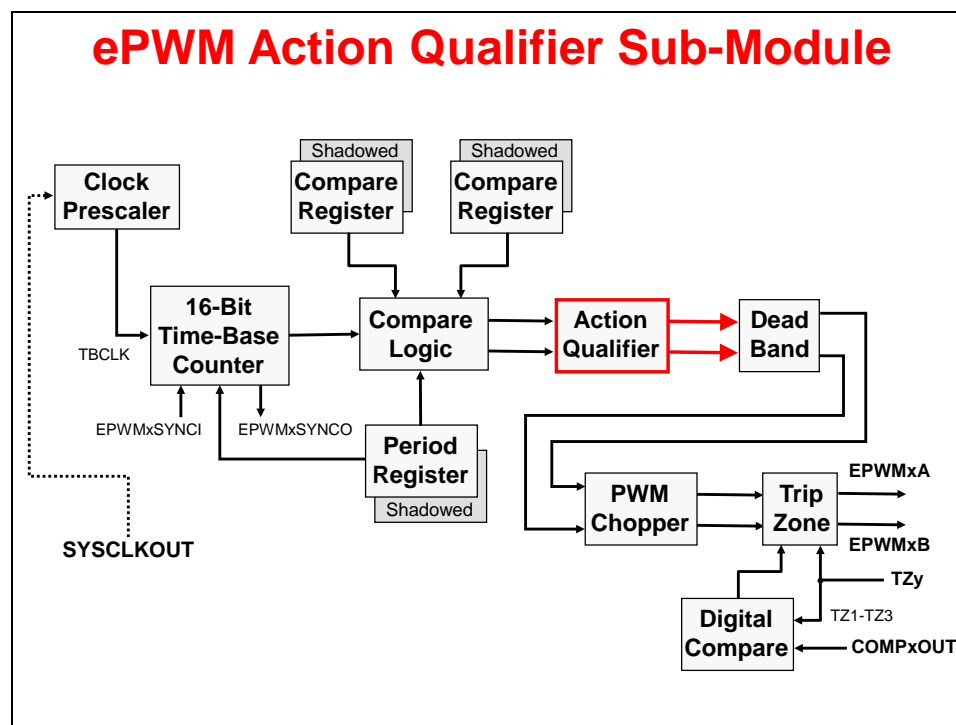 ePWM Action Qualifier Sub-Module
Shadowed
Compare
Register
Shadowed
Compare
Register
Clock
Prescaler
16-Bit
Time-Base
Counter
Compare
Logic
Action
Qualifier
Dead
Band
TBCLK
EPWMxSYNCI
EPWMxSYNCO
Period
Register
Shadowed
SYSCLKOUT
PWM
Chopper
Trip
Zone
EPWMxA
EPWMxB
TZy
TZ1-TZ3
Digital
Compare
COMPxOUT